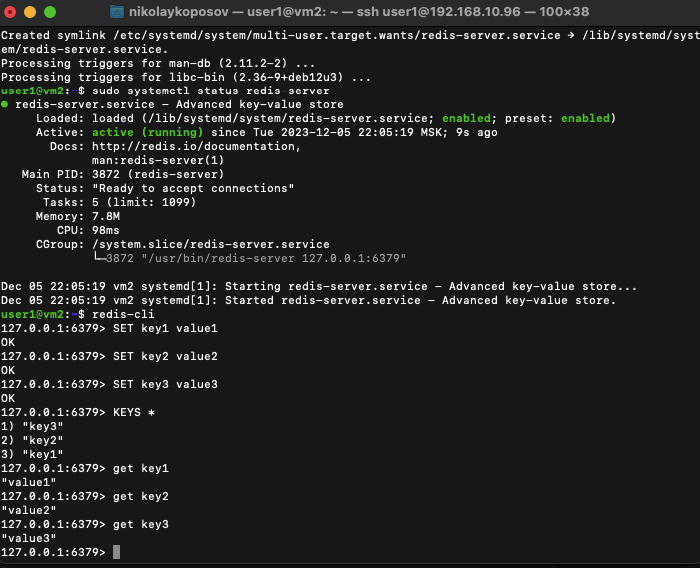 nikolaykoposov — user1@vm2: ~ — ssh user1@192.168.10.96 — 100×38
Created symlink /etc/systemd/system/multi-user.target.wants/redis-server.service → /lib/systemd/syst
em/redis-server.service.
Processing triggers for man-db (2.11.2-2) ...
Processing triggers for libc-bin (2.36-9+deb12u3) ...
user1@vm2:~$ sudo systemctl status redis-server
● redis-server.service - Advanced key-value store
Loaded: loaded (/lib/systemd/system/redis-server.service; enabled; preset: enabled)
Active: active (running) since Tue 2023-12-05 22:05:19 MSK; 9s ago
Docs: http://redis.io/documentation,
man:redis-server(1)
Main PID: 3872 (redis-server)
Status: "Ready to accept connections"
Tasks: 5 (limit: 1099)
Memory: 7.8M
CPU: 98ms
CGroup: /system.slice/redis-server.service
└─3872 "/usr/bin/redis-server 127.0.0.1:6379"
Dec 05 22:05:19 vm2 systemd[1]: Starting redis-server.service - Advanced key-value store...
Dec 05 22:05:19 vm2 systemd[1]: Started redis-server.service - Advanced key-value store.
user1@vm2:~$ redis-cli
127.0.0.1:6379> SET key1 value1
OK
127.0.0.1:6379> SET key2 value2
OK
127.0.0.1:6379> SET key3 value3
OK
127.0.0.1:6379> KEYS *
1) "key3"
2) "key2"
3) "key1"
127.0.0.1:6379> get key1
"value1"
127.0.0.1:6379> get key2
"value2"
127.0.0.1:6379> get key3
"value3"
127.0.0.1:6379>